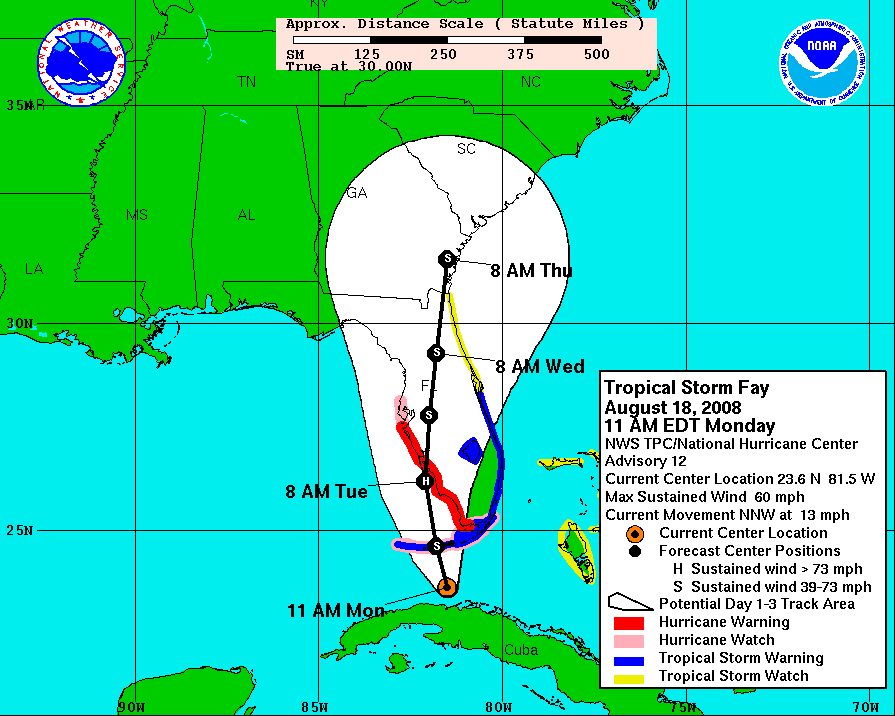 NY
Approx. Distance Scale ( Statute Miles )
SM 125 250 375 500
True at 30.00N
NATIONAL WEATHER SERVICE
NOAA
TN
NC
35N
AR
SC
GA
MS
AL
LA
8 AM Thu
30N
8 AM Wed
FL
S
S
S
H
S
8 AM Tue
25N
11 AM Mon
Cuba
Tropical Storm Fay
August 18, 2008
11 AM EDT Monday
NWS TPC/National Hurricane Center
Advisory 12
Current Center Location 23.6 N 81.5 W
Max Sustained Wind 60 mph
Current Movement NNW at 13 mph
Current Center Location
Forecast Center Positions
H Sustained wind > 73 mph
S Sustained wind 39-73 mph
Potential Day 1-3 Track Area
Hurricane Warning
Hurricane Watch
Tropical Storm Warning
Tropical Storm Watch
90W 85W 80W 75W 70W